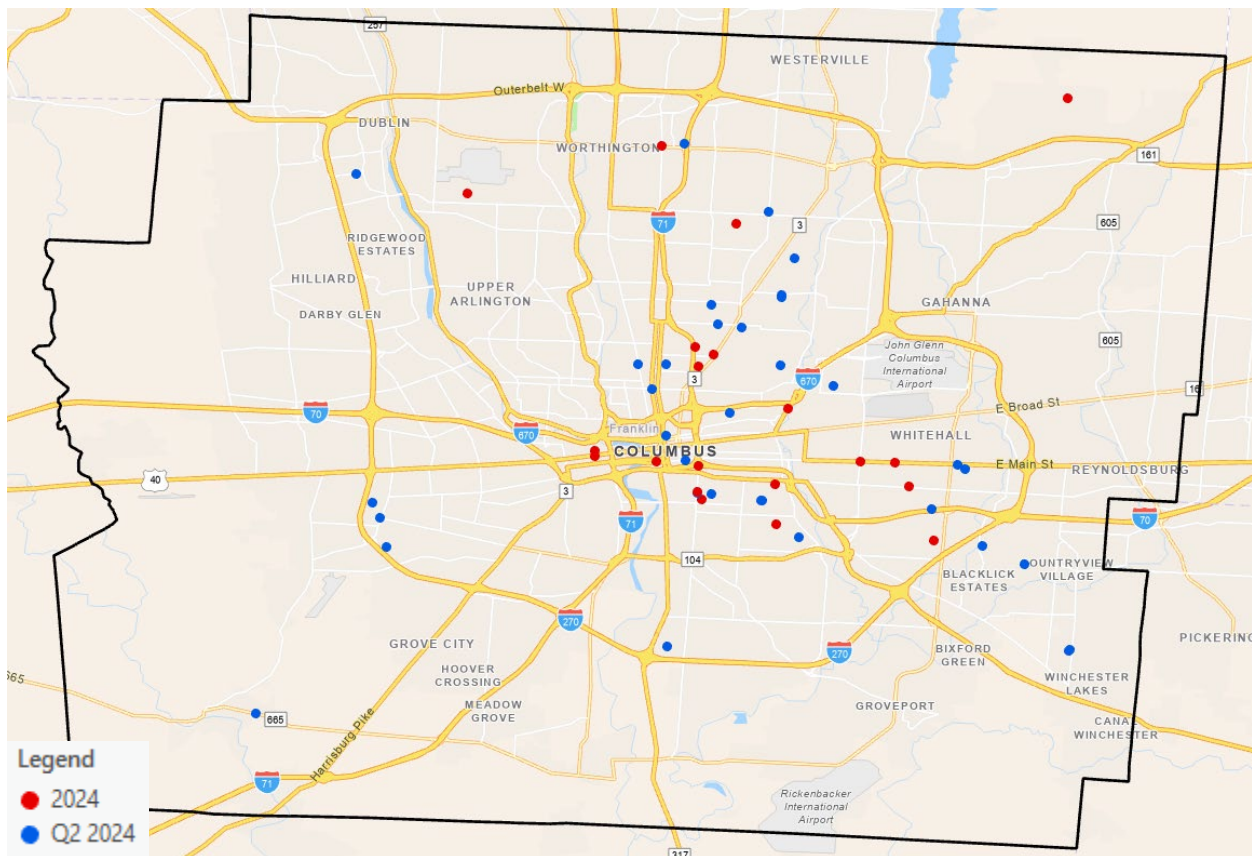 257
WESTERVILLE
Outerbelt W
DUBLIN
WORTHINGTON
161
71
3
605
RIDGEWOOD
ESTATES
HILLIARD
UPPER
ARLINGTON
DARBY GLEN
GAHANNA
John Glenn
Columbus
International
Airport
605
3
670
16
70
E Broad St
Franklin
670
WHITEHALL
COLUMBUS
E Main St
REYNOLDSBURG
40
3
71
70
104
BLACKLICK
ESTATES
OUNTRYVIEW
VILLAGE
270
GROVE CITY
270
BIXFORD
GREEN
PICKERING
HOOVER
CROSSING
WINCHESTER
LAKES
665
MEADOW
GROVE
GROVEPORT
665
CANAL
WINCHESTER
Harrisburg Pike
71
Rickenbacker
International
Airport
317
Legend
2024
Q2 2024